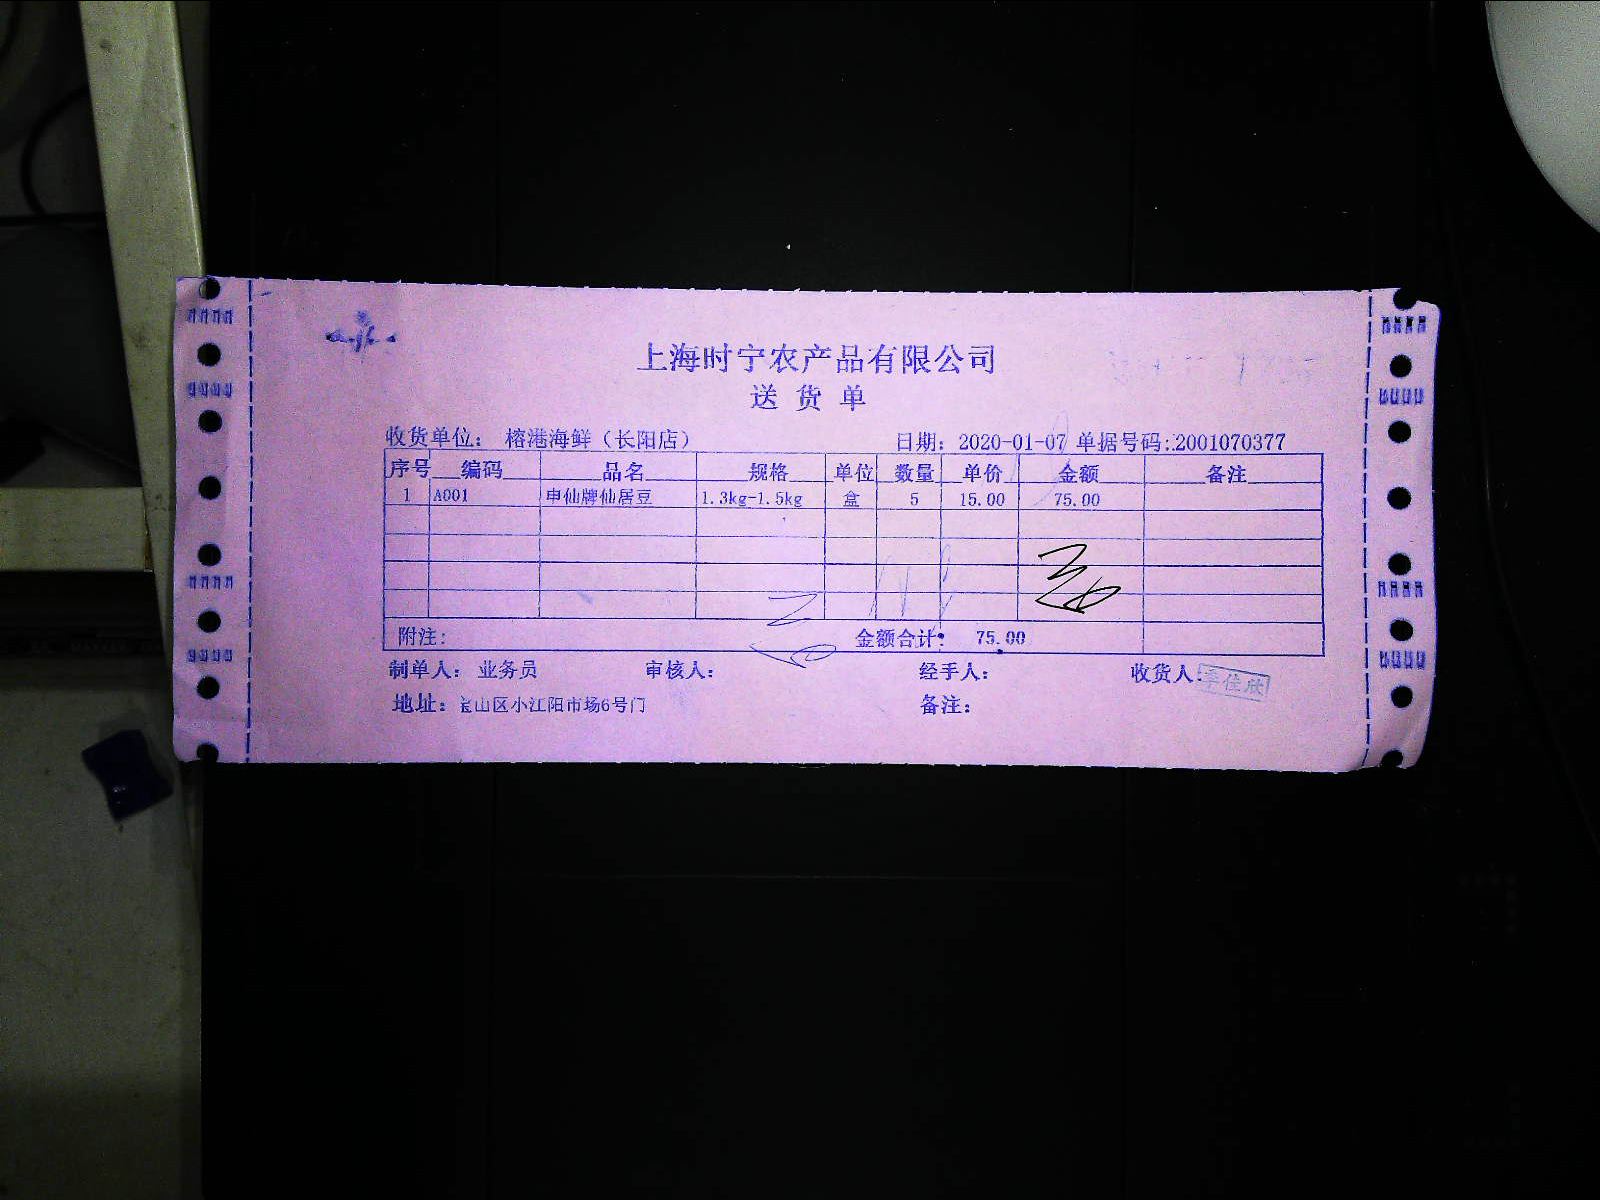 上海时宁农产品有限公司
送货单
收货单位： 榕港海鲜（长阳店） 日期： 2020-01-07 单据号码：2001070377
序号 编码 品名 规格 单位 数量 单价 金额 备注
1 A001 申仙牌仙居豆 1.3kg-1.5kg 盒 5 15.00 75.00
附注： 金额合计： 75.00
制单人： 业务员 审核人： 经手人： 收货人：
地址： 宝山区小江阳市场6号门 备注：